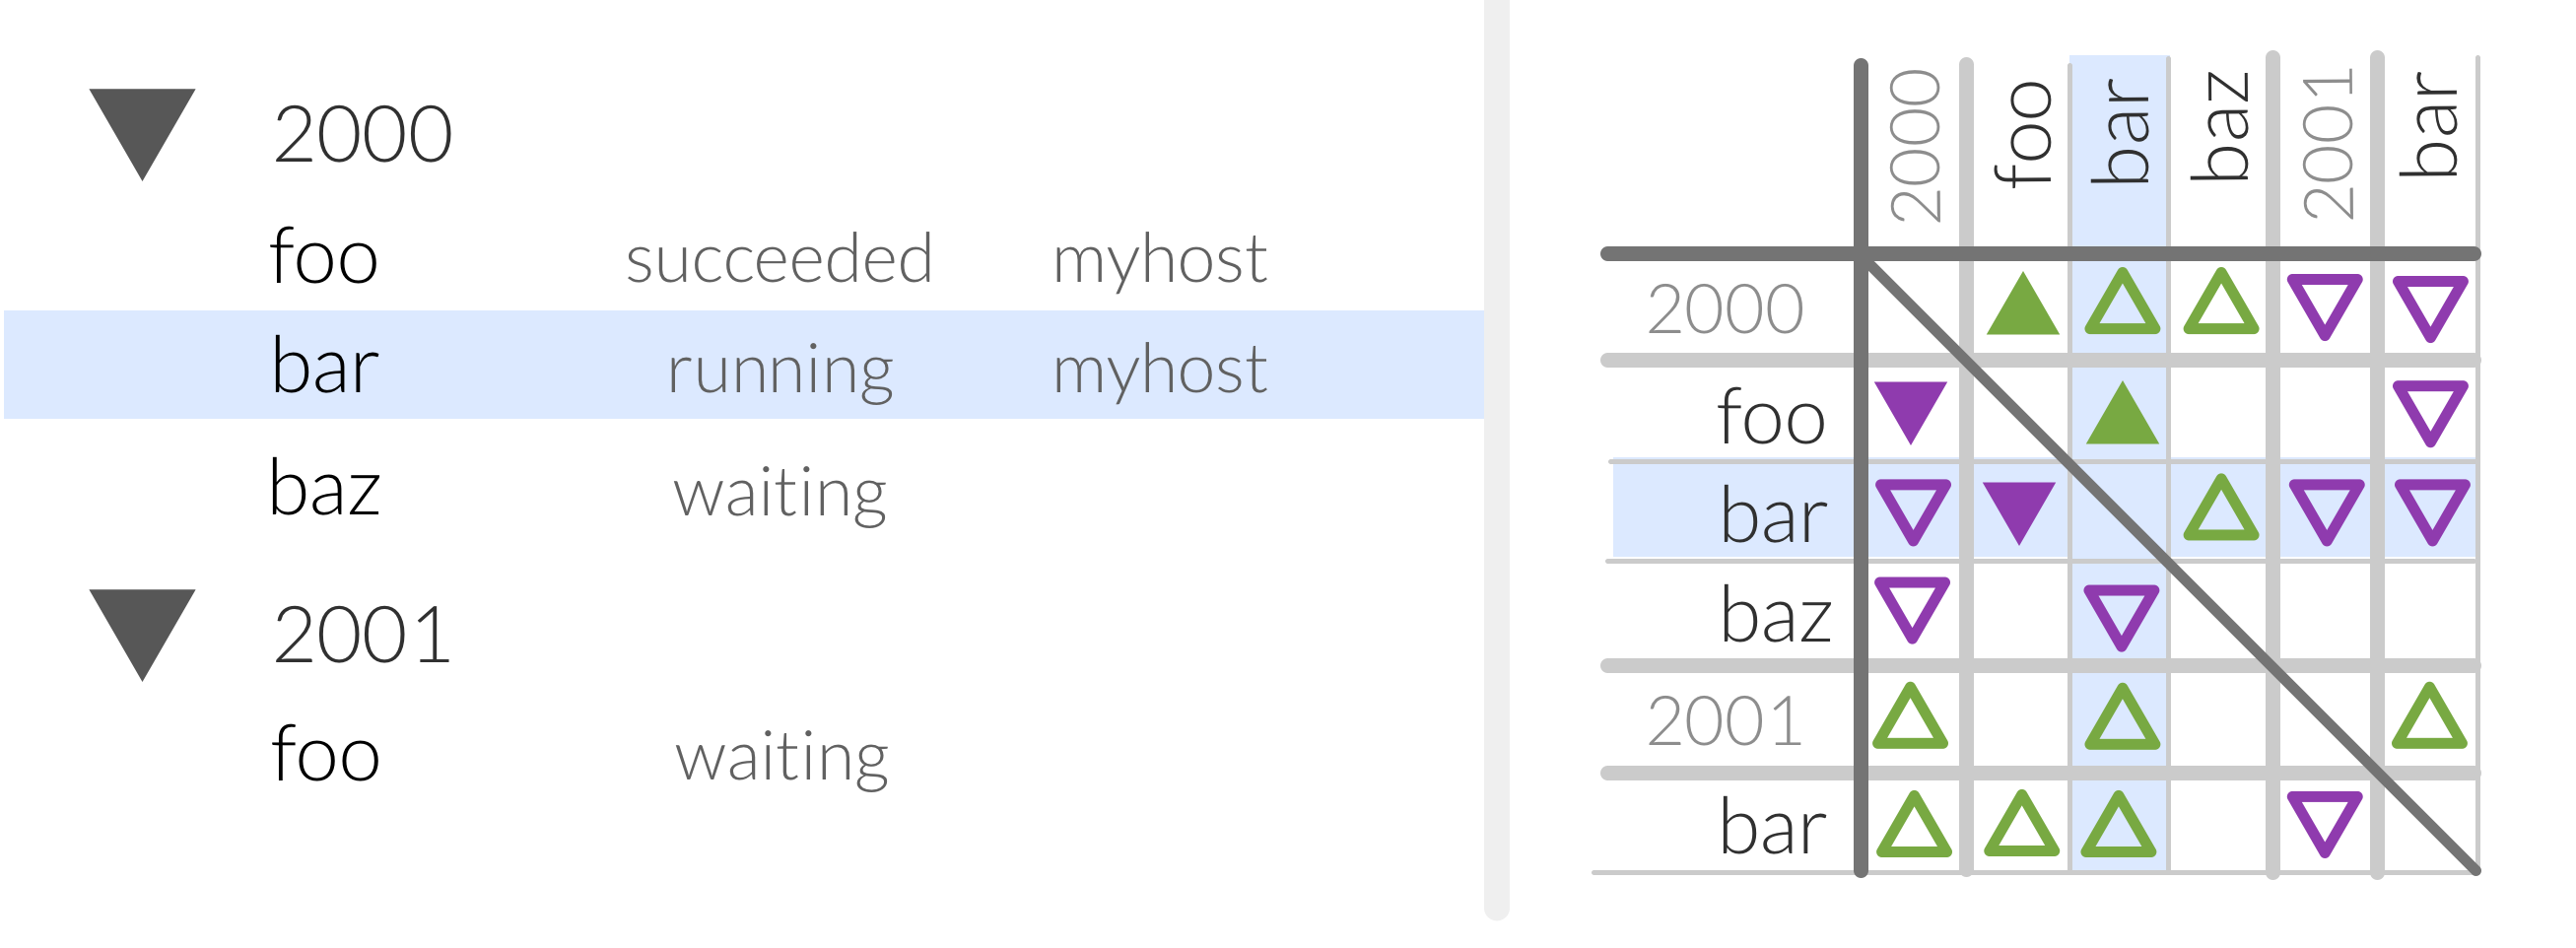 2000
foo succeeded myhost
bar running myhost
baz waiting
2001
foo waiting
2000 foo bar baz 2001 bar
2000
foo
bar
baz
2001
bar